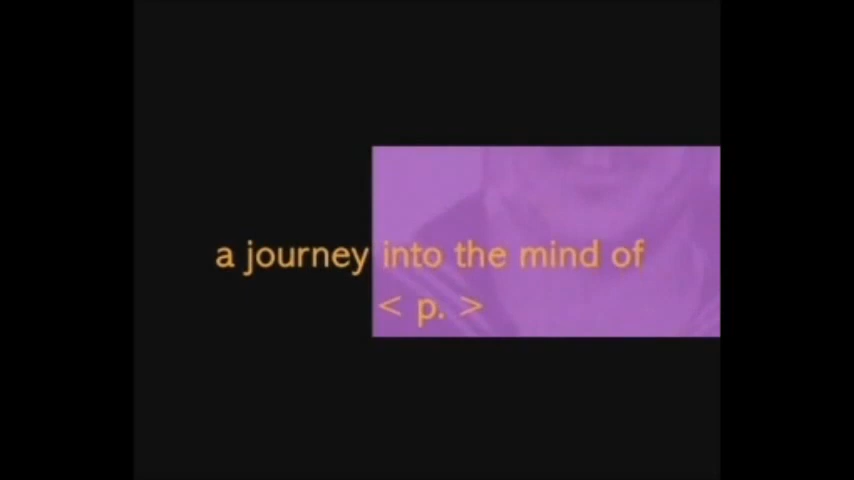 a journey into the mind of
< p. >